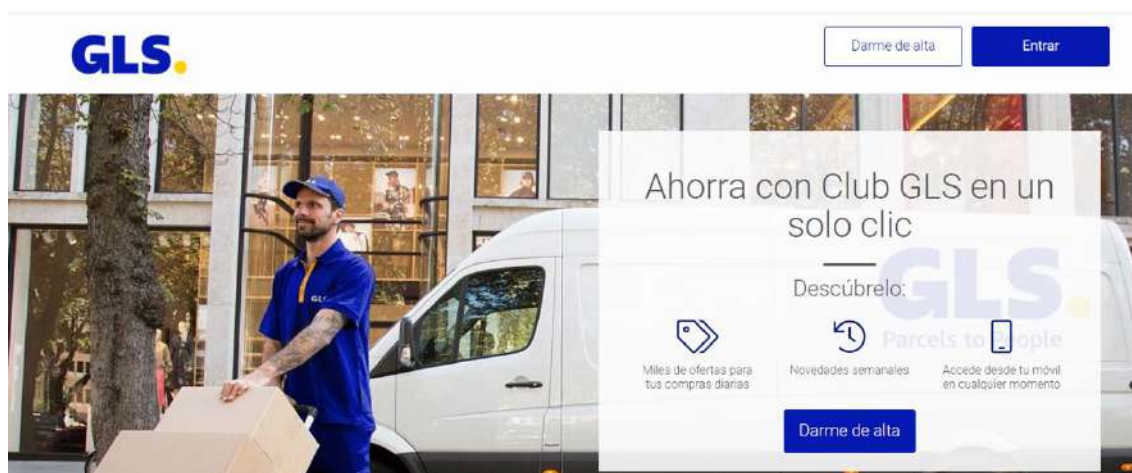 GLS.
Darme de alta
Entrar
Ahorra con Club GLS en un
solo clic
Descúbrelo:
GLS.
Parcels to People
Miles de ofertas para
tus compras diarias
Novedades semanales
Accede desde tu móvil
en cualquier momento
Darme de alta
GLS